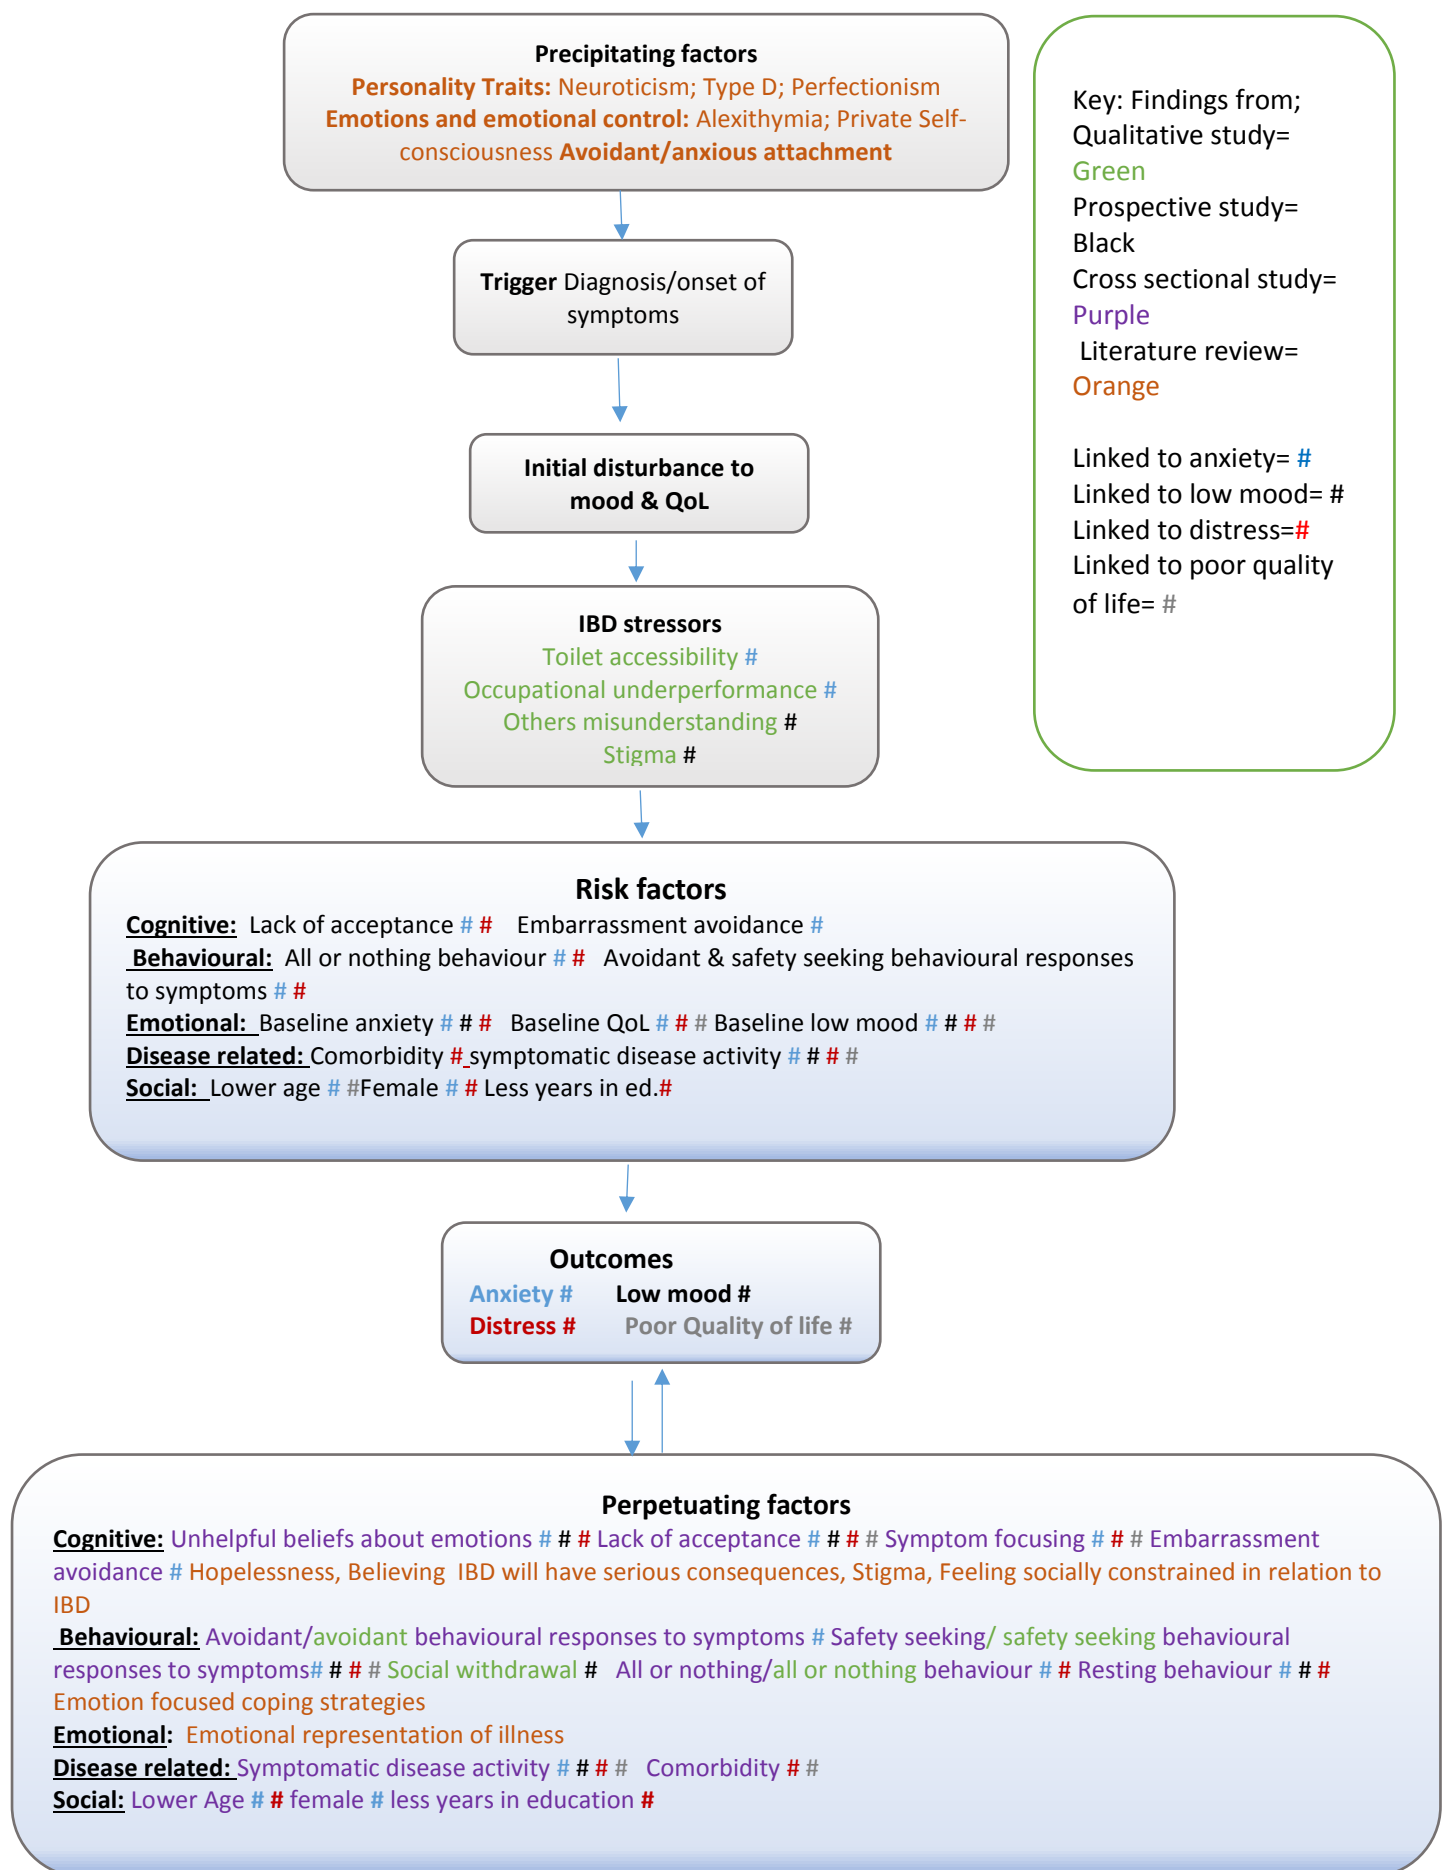 Precipitating factors
Personality Traits: Neuroticism; Type D; Perfectionism
Emotions and emotional control: Alexithymia; Private Self-
consciousness Avoidant/anxious attachment
Trigger Diagnosis/onset of
symptoms
Initial disturbance to
mood & QoL
IBD stressors
Toilet accessibility #
Occupational underperformance #
Others misunderstanding #
Stigma #
Key: Findings from;
Qualitative study=
Green
Prospective study=
Black
Cross sectional study=
Purple
Literature review=
Orange
Linked to anxiety= #
Linked to low mood= #
Linked to distress=#
Linked to poor quality
of life= #
Risk factors
Cognitive: Lack of acceptance # # Embarrassment avoidance #
Behavioural: All or nothing behaviour # # Avoidant & safety seeking behavioural responses
to symptoms # #
Emotional: Baseline anxiety # # # Baseline QoL # # # Baseline low mood # # # #
Disease related: Comorbidity # symptomatic disease activity # # # #
Social: Lower age # #Female # # Less years in ed.#
Outcomes
Anxiety # Low mood #
Distress # Poor Quality of life #
Perpetuating factors
Cognitive: Unhelpful beliefs about emotions # # # Lack of acceptance # # # # Symptom focusing # # # Embarrassment
avoidance # Hopelessness, Believing IBD will have serious consequences, Stigma, Feeling socially constrained in relation to
IBD
Behavioural: Avoidant/avoidant behavioural responses to symptoms # Safety seeking/ safety seeking behavioural
responses to symptoms# # # # Social withdrawal # All or nothing/all or nothing behaviour # # Resting behaviour # # #
Emotion focused coping strategies
Emotional: Emotional representation of illness
Disease related: Symptomatic disease activity # # # # Comorbidity # #
Social: Lower Age # # female # less years in education #